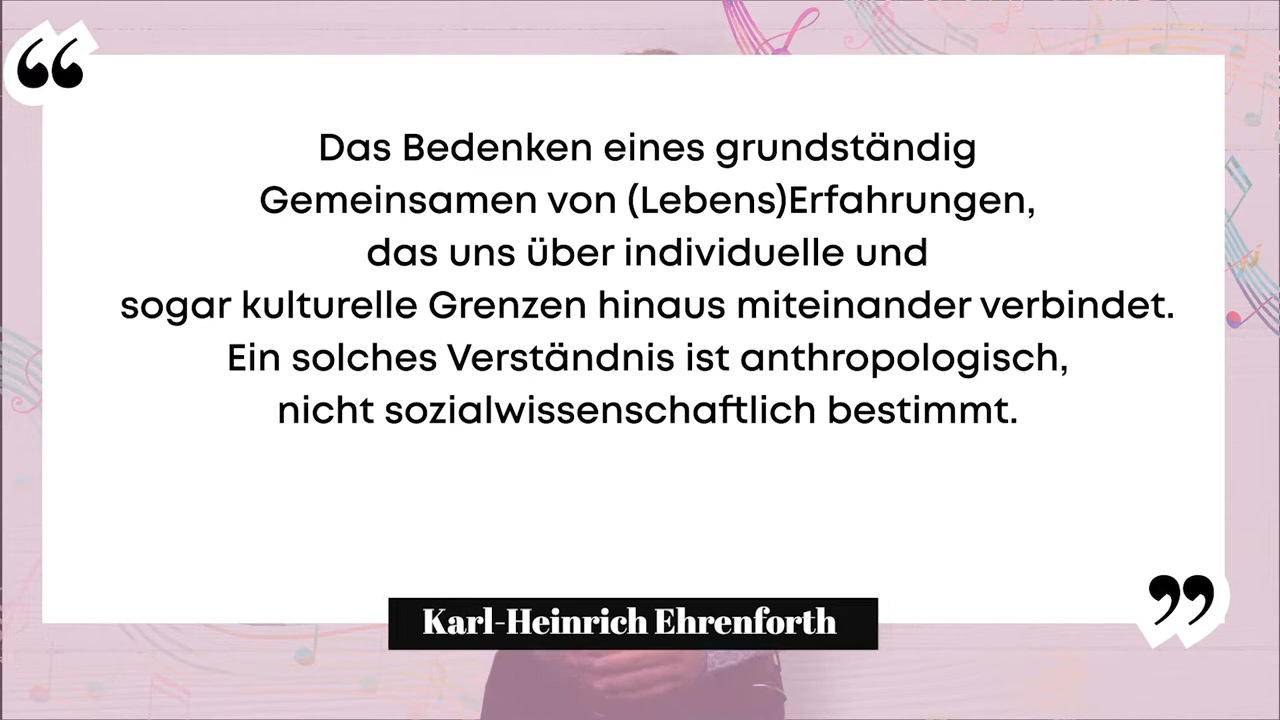 “
Das Bedenken eines grundständig
Gemeinsamen von (Lebens)Erfahrungen,
das uns über individuelle und
sogar kulturelle Grenzen hinaus miteinander verbindet.
Ein solches Verständnis ist anthropologisch,
nicht sozialwissenschaftlich bestimmt.
”
Karl-Heinrich Ehrenforth